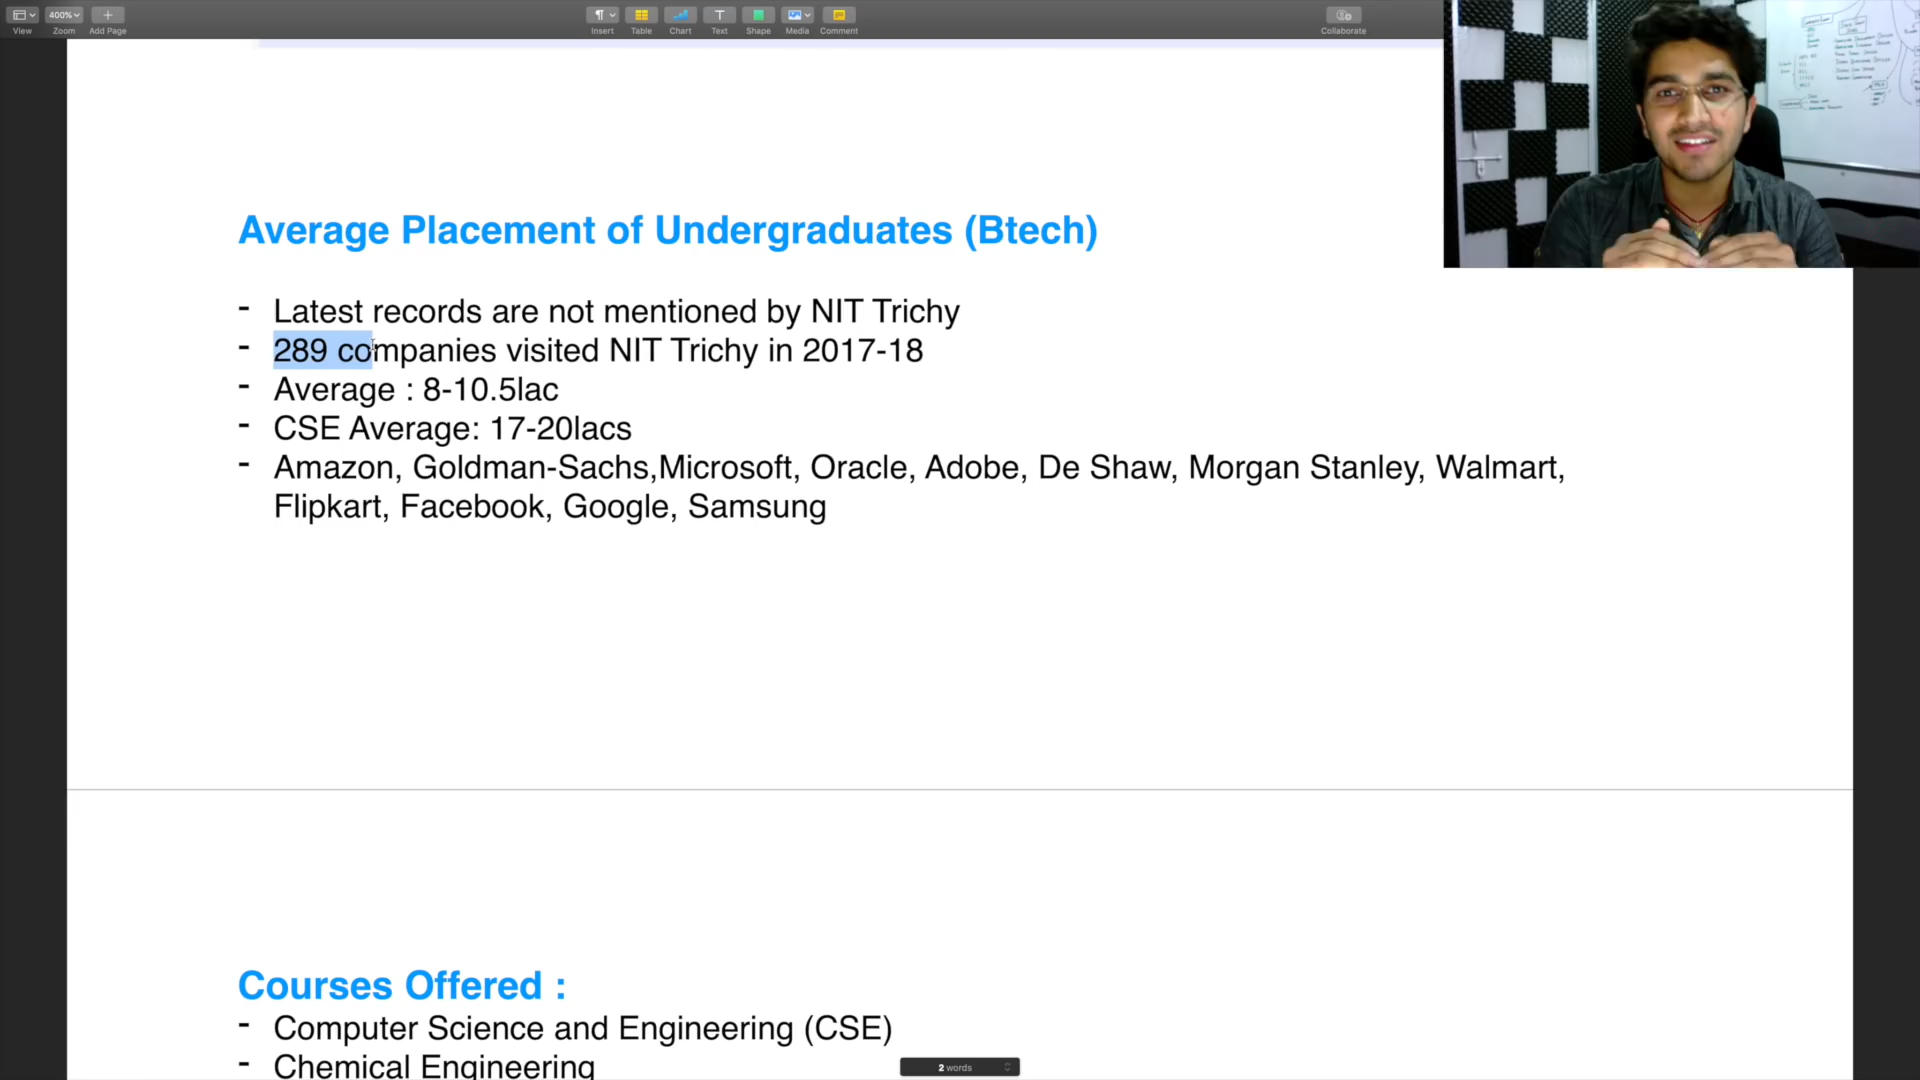 400%
View
Zoom
Add Page
Insert
Table
Chart
Text
Shape
Media
Comment
Collaborate
Average Placement of Undergraduates (Btech)
- Latest records are not mentioned by NIT Trichy
- 289 companies visited NIT Trichy in 2017-18
- Average : 8-10.5lac
- CSE Average: 17-20lacs
- Amazon, Goldman-Sachs,Microsoft, Oracle, Adobe, De Shaw, Morgan Stanley, Walmart,
Flipkart, Facebook, Google, Samsung
Courses Offered :
- Computer Science and Engineering (CSE)
- Chemical Engineering
2 words